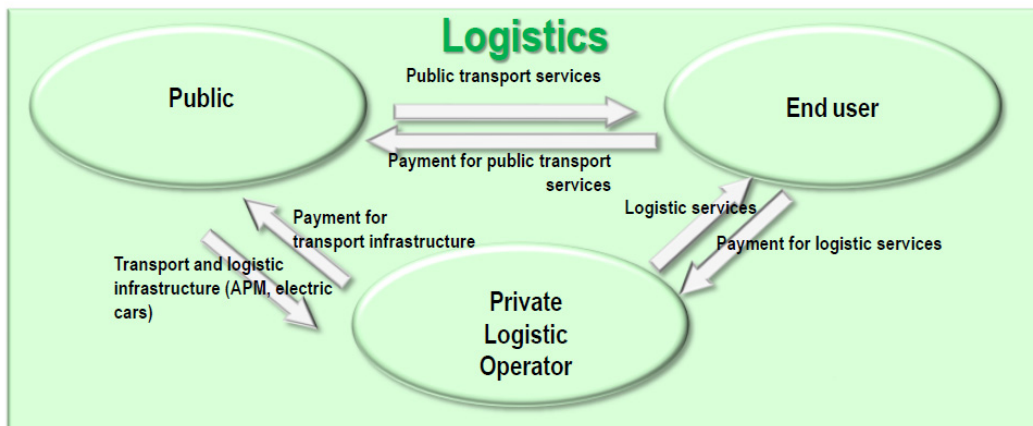 Logistics
Public transport services
Public
End user
Payment for public transport
services
Logistic services
Payment for
transport infrastructure
Payment for logistic services
Transport and logistic
infrastructure (APM, electric
cars)
Private
Logistic
Operator